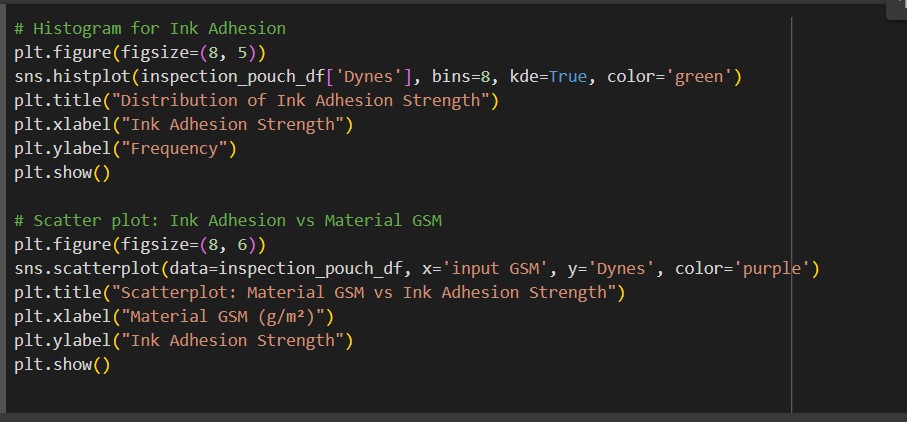 # Histogram for Ink Adhesion
plt.figure(figsize=(8, 5))
sns.histplot(inspection_pouch_df['Dynes'], bins=8, kde=True, color='green')
plt.title("Distribution of Ink Adhesion Strength")
plt.xlabel("Ink Adhesion Strength")
plt.ylabel("Frequency")
plt.show()

# Scatter plot: Ink Adhesion vs Material GSM
plt.figure(figsize=(8, 6))
sns.scatterplot(data=inspection_pouch_df, x='input GSM', y='Dynes', color='purple')
plt.title("Scatterplot: Material GSM vs Ink Adhesion Strength")
plt.xlabel("Material GSM (g/m²)")
plt.ylabel("Ink Adhesion Strength")
plt.show()